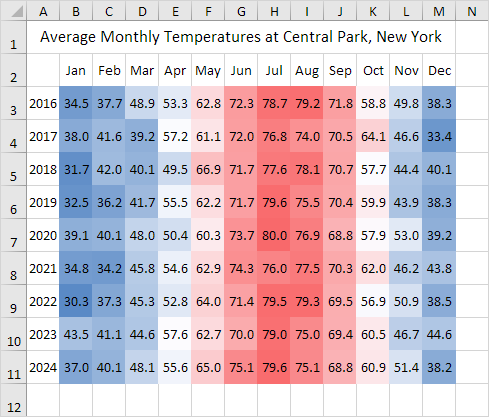 A B C D E F G H I J K L M N
1 Average Monthly Temperatures at Central Park, New York
2 Jan Feb Mar Apr May Jun Jul Aug Sep Oct Nov Dec
3 2016 34.5 37.7 48.9 53.3 62.8 72.3 78.7 79.2 71.8 58.8 49.8 38.3
4 2017 38.0 41.6 39.2 57.2 61.1 72.0 76.8 74.0 70.5 64.1 46.6 33.4
5 2018 31.7 42.0 40.1 49.5 66.9 71.7 77.6 78.1 70.7 57.7 44.4 40.1
6 2019 32.5 36.2 41.7 55.5 62.2 71.7 79.6 75.5 70.4 59.9 43.9 38.3
7 2020 39.1 40.1 48.0 50.4 60.3 73.7 80.0 76.9 68.8 57.9 53.0 39.2
8 2021 34.8 34.2 45.8 54.6 62.9 74.3 76.0 77.5 70.3 62.0 46.2 43.8
9 2022 30.3 37.3 45.3 52.8 64.0 71.4 79.5 79.3 69.5 56.9 50.9 38.5
10 2023 43.5 41.1 44.6 57.6 62.7 70.0 79.0 75.0 69.4 60.5 46.7 44.6
11 2024 37.0 40.1 48.1 55.6 65.0 75.1 79.6 75.1 68.8 60.9 51.4 38.2
12